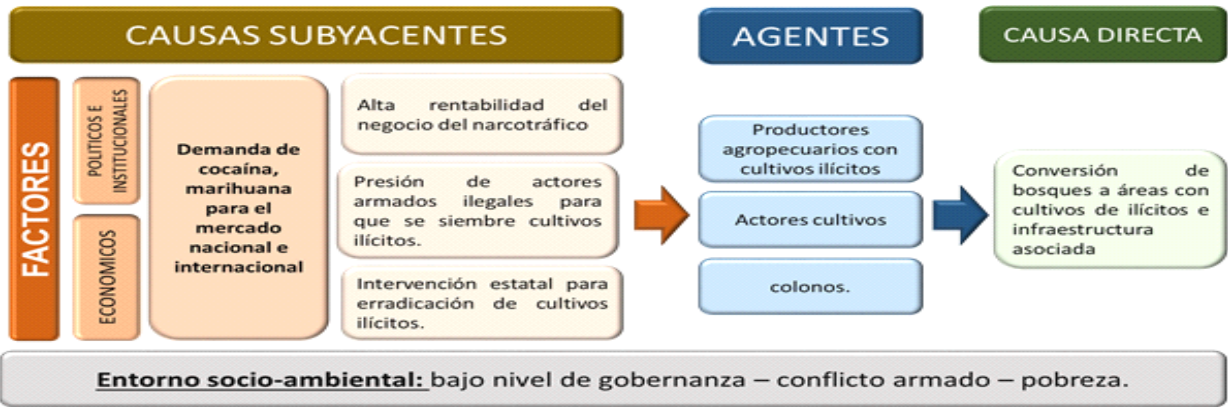 CAUSAS SUBYACENTES
AGENTES
CAUSA DIRECTA
FACTORES
POLITICOS E
INSTITUCIONALES
ECONOMICOS
Demanda de
cocaína,
marihuana
para el
mercado
nacional e
internacional
Alta rentabilidad del
negocio del narcotráfico
Presión de actores
armados ilegales para
que se siembre cultivos
ilícitos.
Intervención estatal para
erradicación de cultivos
ilícitos.
Productores
agropecuarios con
cultivos ilícitos
Actores cultivos
colonos.
Conversión de
bosques a áreas con
cultivos de ilícitos e
infraestructura
asociada
Entorno socio-ambiental: bajo nivel de gobernanza – conflicto armado – pobreza.